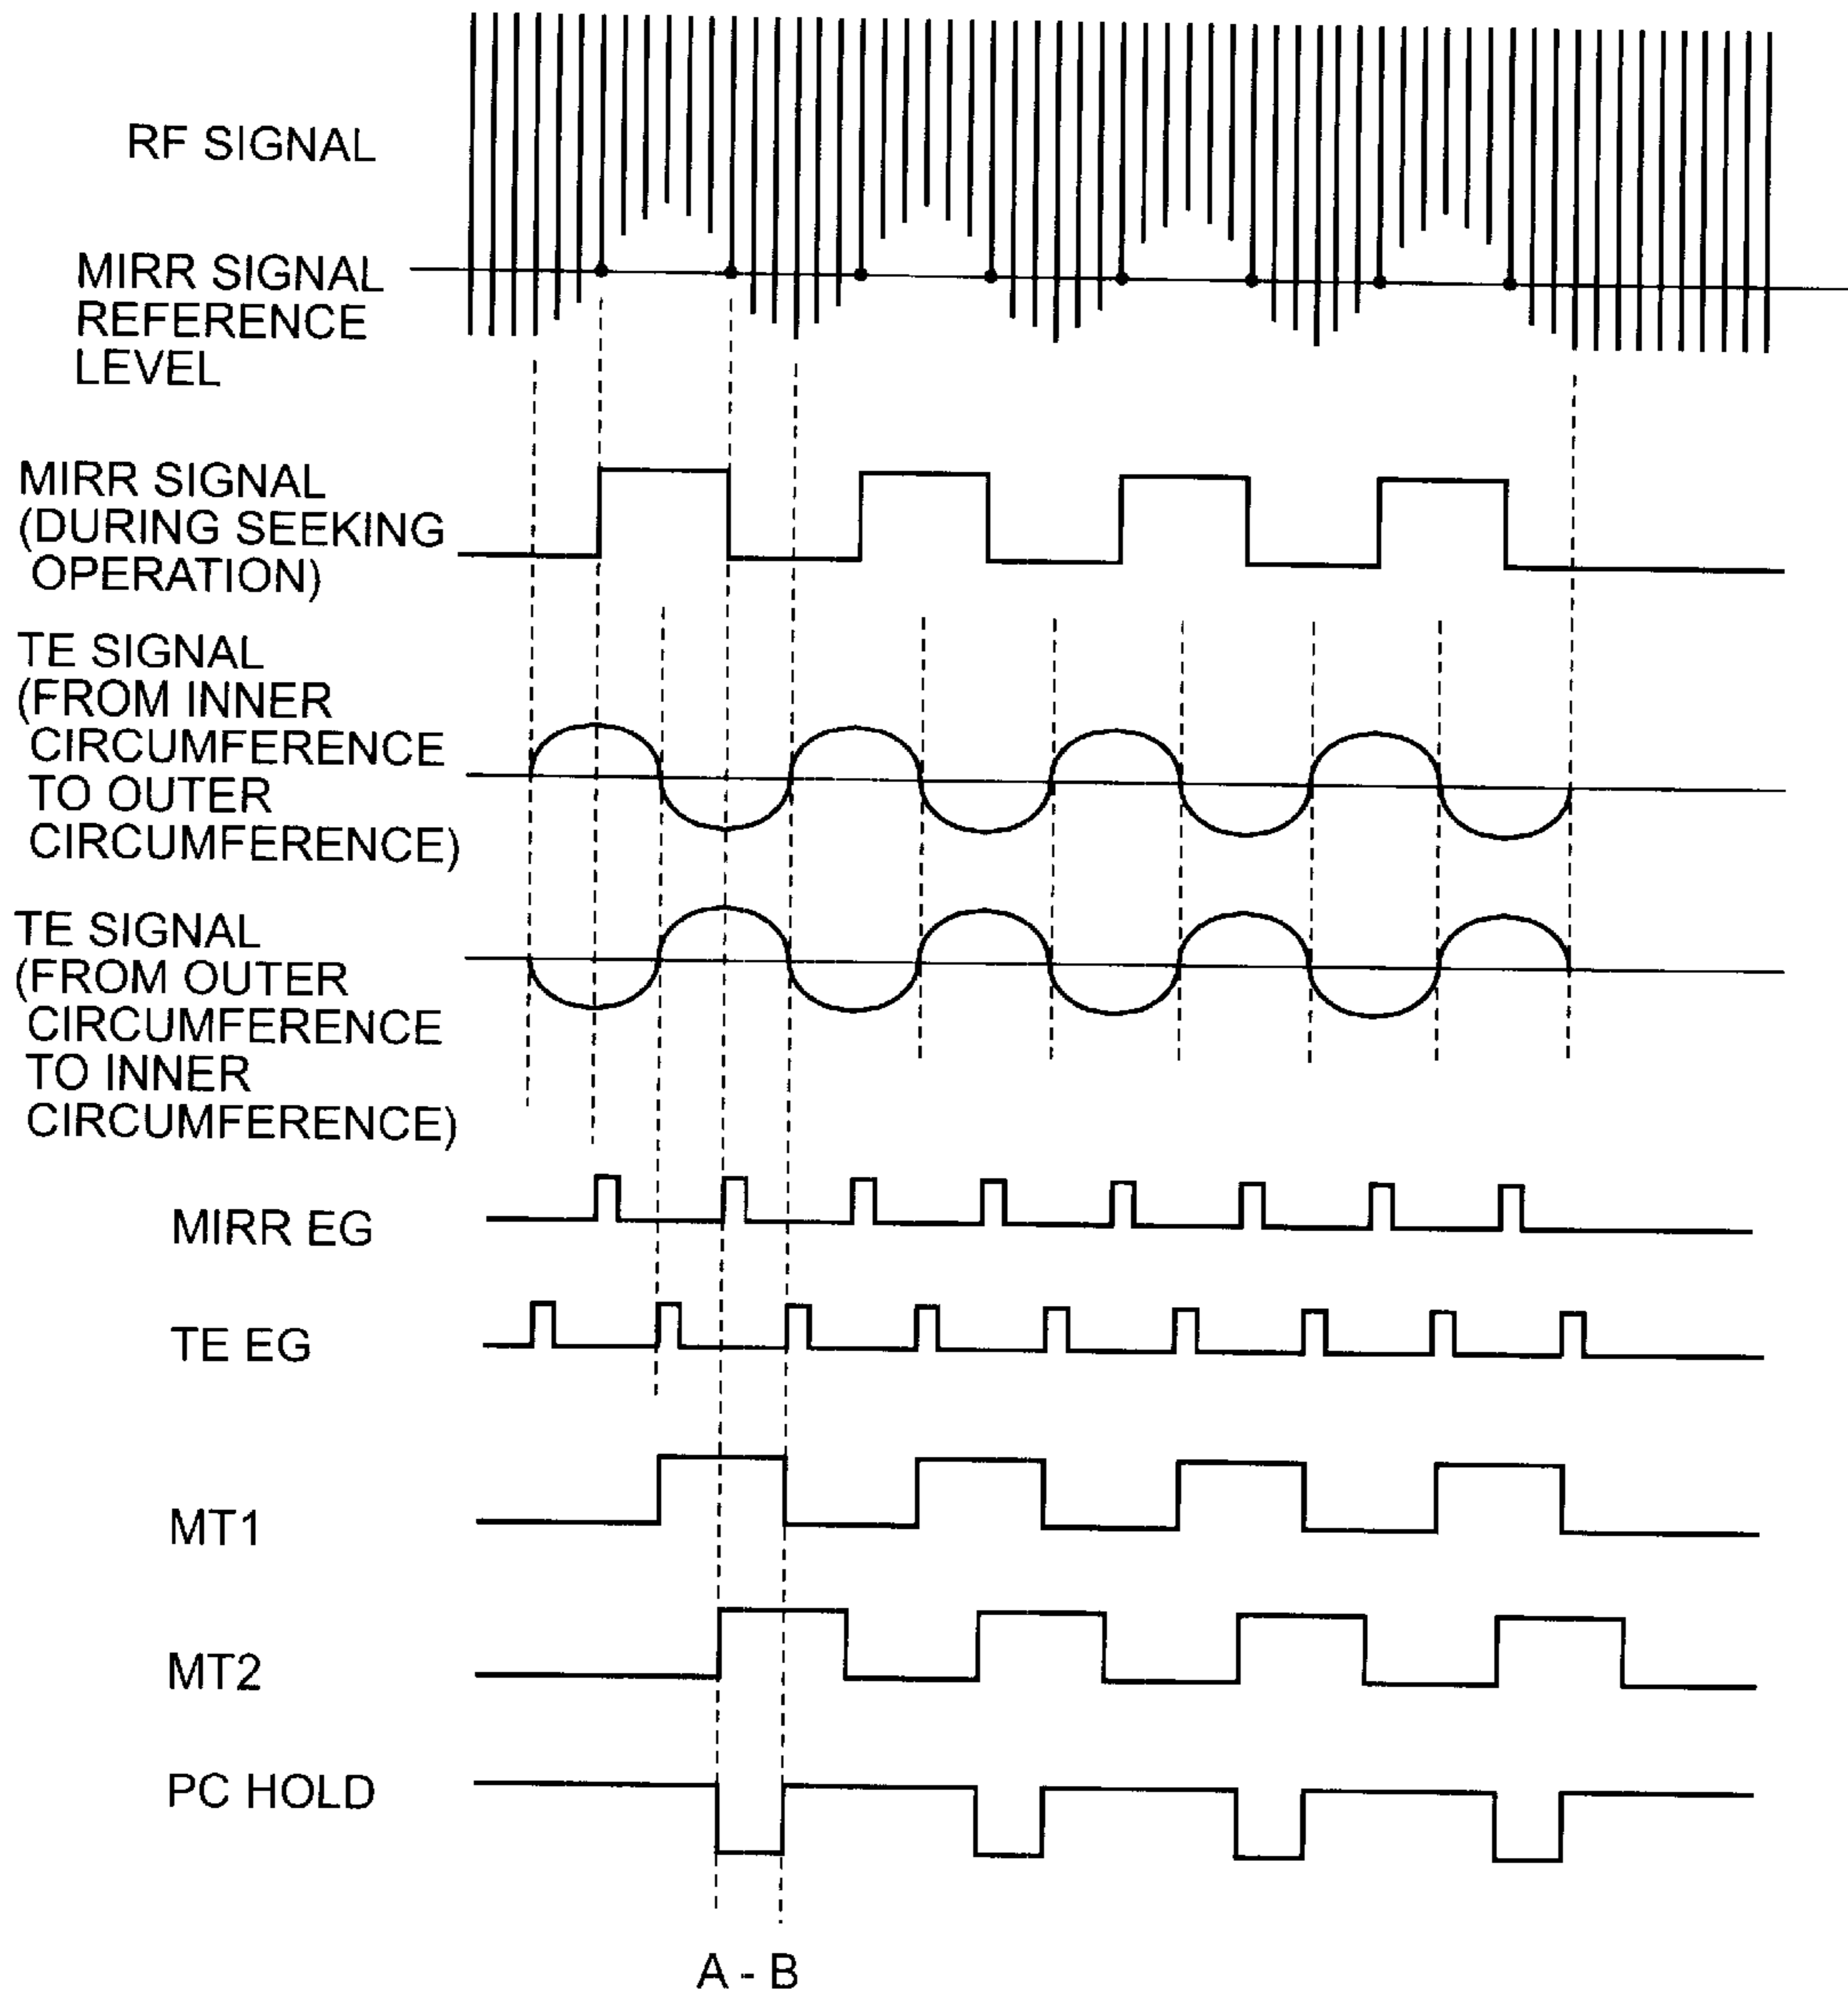 RF SIGNAL
MIRR SIGNAL
REFERENCE
LEVEL
MIRR SIGNAL
(DURING SEEKING
OPERATION)
TE SIGNAL
(FROM INNER
CIRCUMFERENCE
TO OUTER
CIRCUMFERENCE)
TE SIGNAL
(FROM OUTER
CIRCUMFERENCE
TO INNER
CIRCUMFERENCE)
MIRR EG
TE EG
MT1
MT2
PC HOLD
A - B